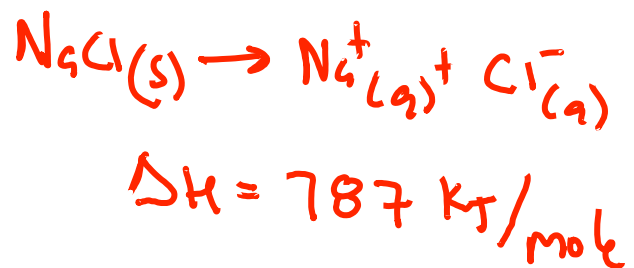 NaCl(s) → Na⁺(g) + Cl⁻(g)
ΔH = 787 kJ/mole